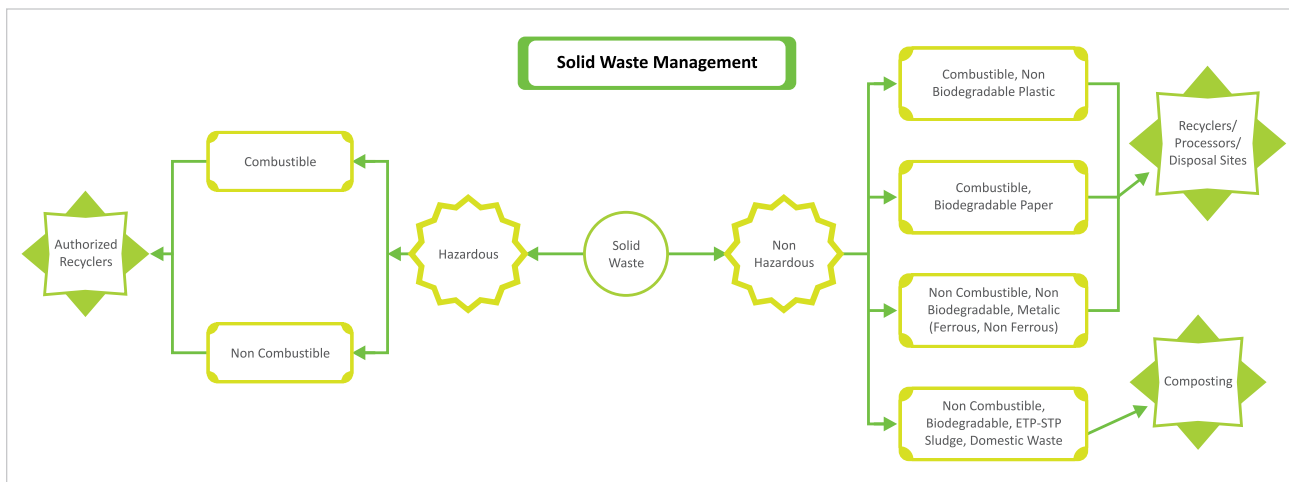 Solid Waste Management
Combustible
Authorized
Recyclers
Non Combustible
Hazardous
Solid
Waste
Non
Hazardous
Combustible, Non
Biodegradable Plastic
Combustible,
Biodegradable Paper
Non Combustible, Non
Biodegradable, Metalic
(Ferrous, Non Ferrous)
Non Combustible,
Biodegradable, ETP-STP
Sludge, Domestic Waste
Recyclers/
Processors/
Disposal Sites
Composting